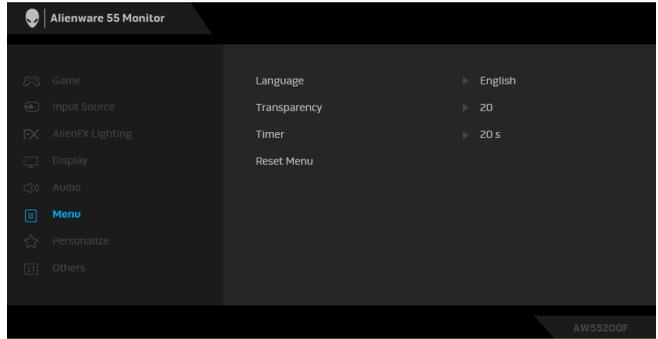 Alienware 55 Monitor
Game
Input Source
FX AlienFX Lighting
Display
Audio
Menu
Personalize
Others
Language English
Transparency 20
Timer 20 s
Reset Menu
AW5520QF